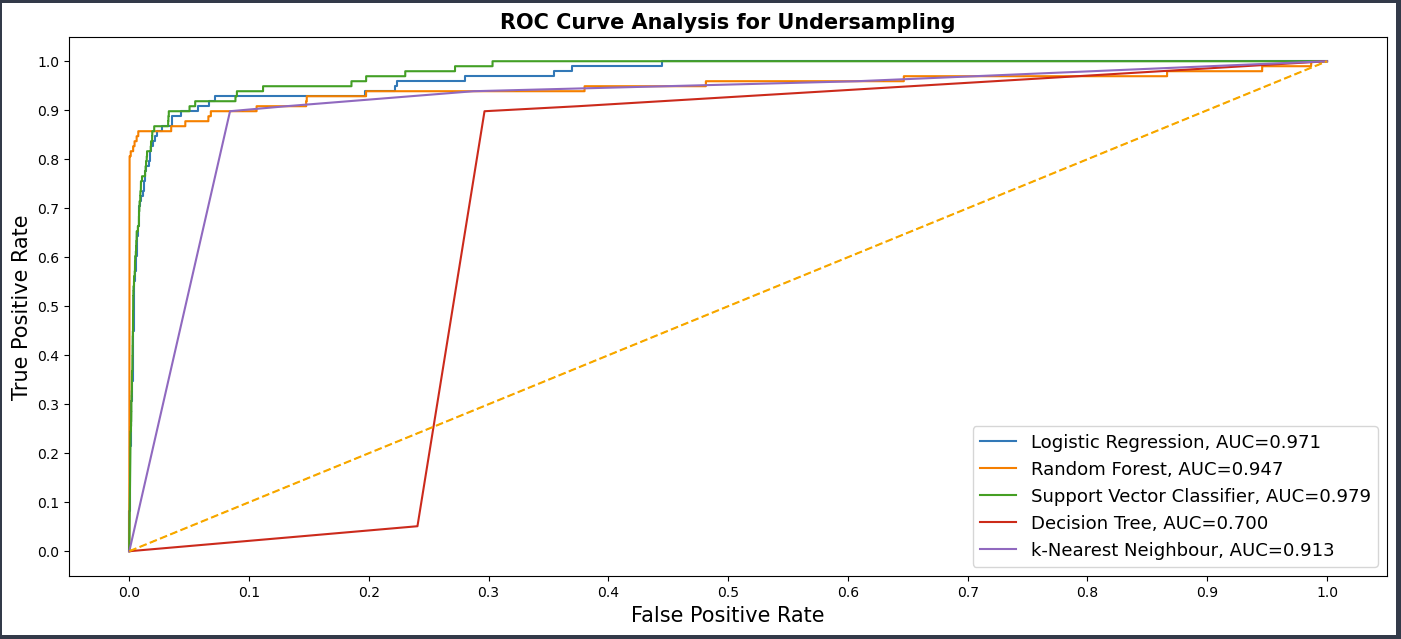 ROC Curve Analysis for Undersampling
True Positive Rate
1.0
0.9
0.8
0.7
0.6
0.5
0.4
0.3
0.2
0.1
0.0
Logistic Regression, AUC=0.971
Random Forest, AUC=0.947
Support Vector Classifier, AUC=0.979
Decision Tree, AUC=0.700
k-Nearest Neighbour, AUC=0.913
0.0 0.1 0.2 0.3 0.4 0.5 0.6 0.7 0.8 0.9 1.0
False Positive Rate